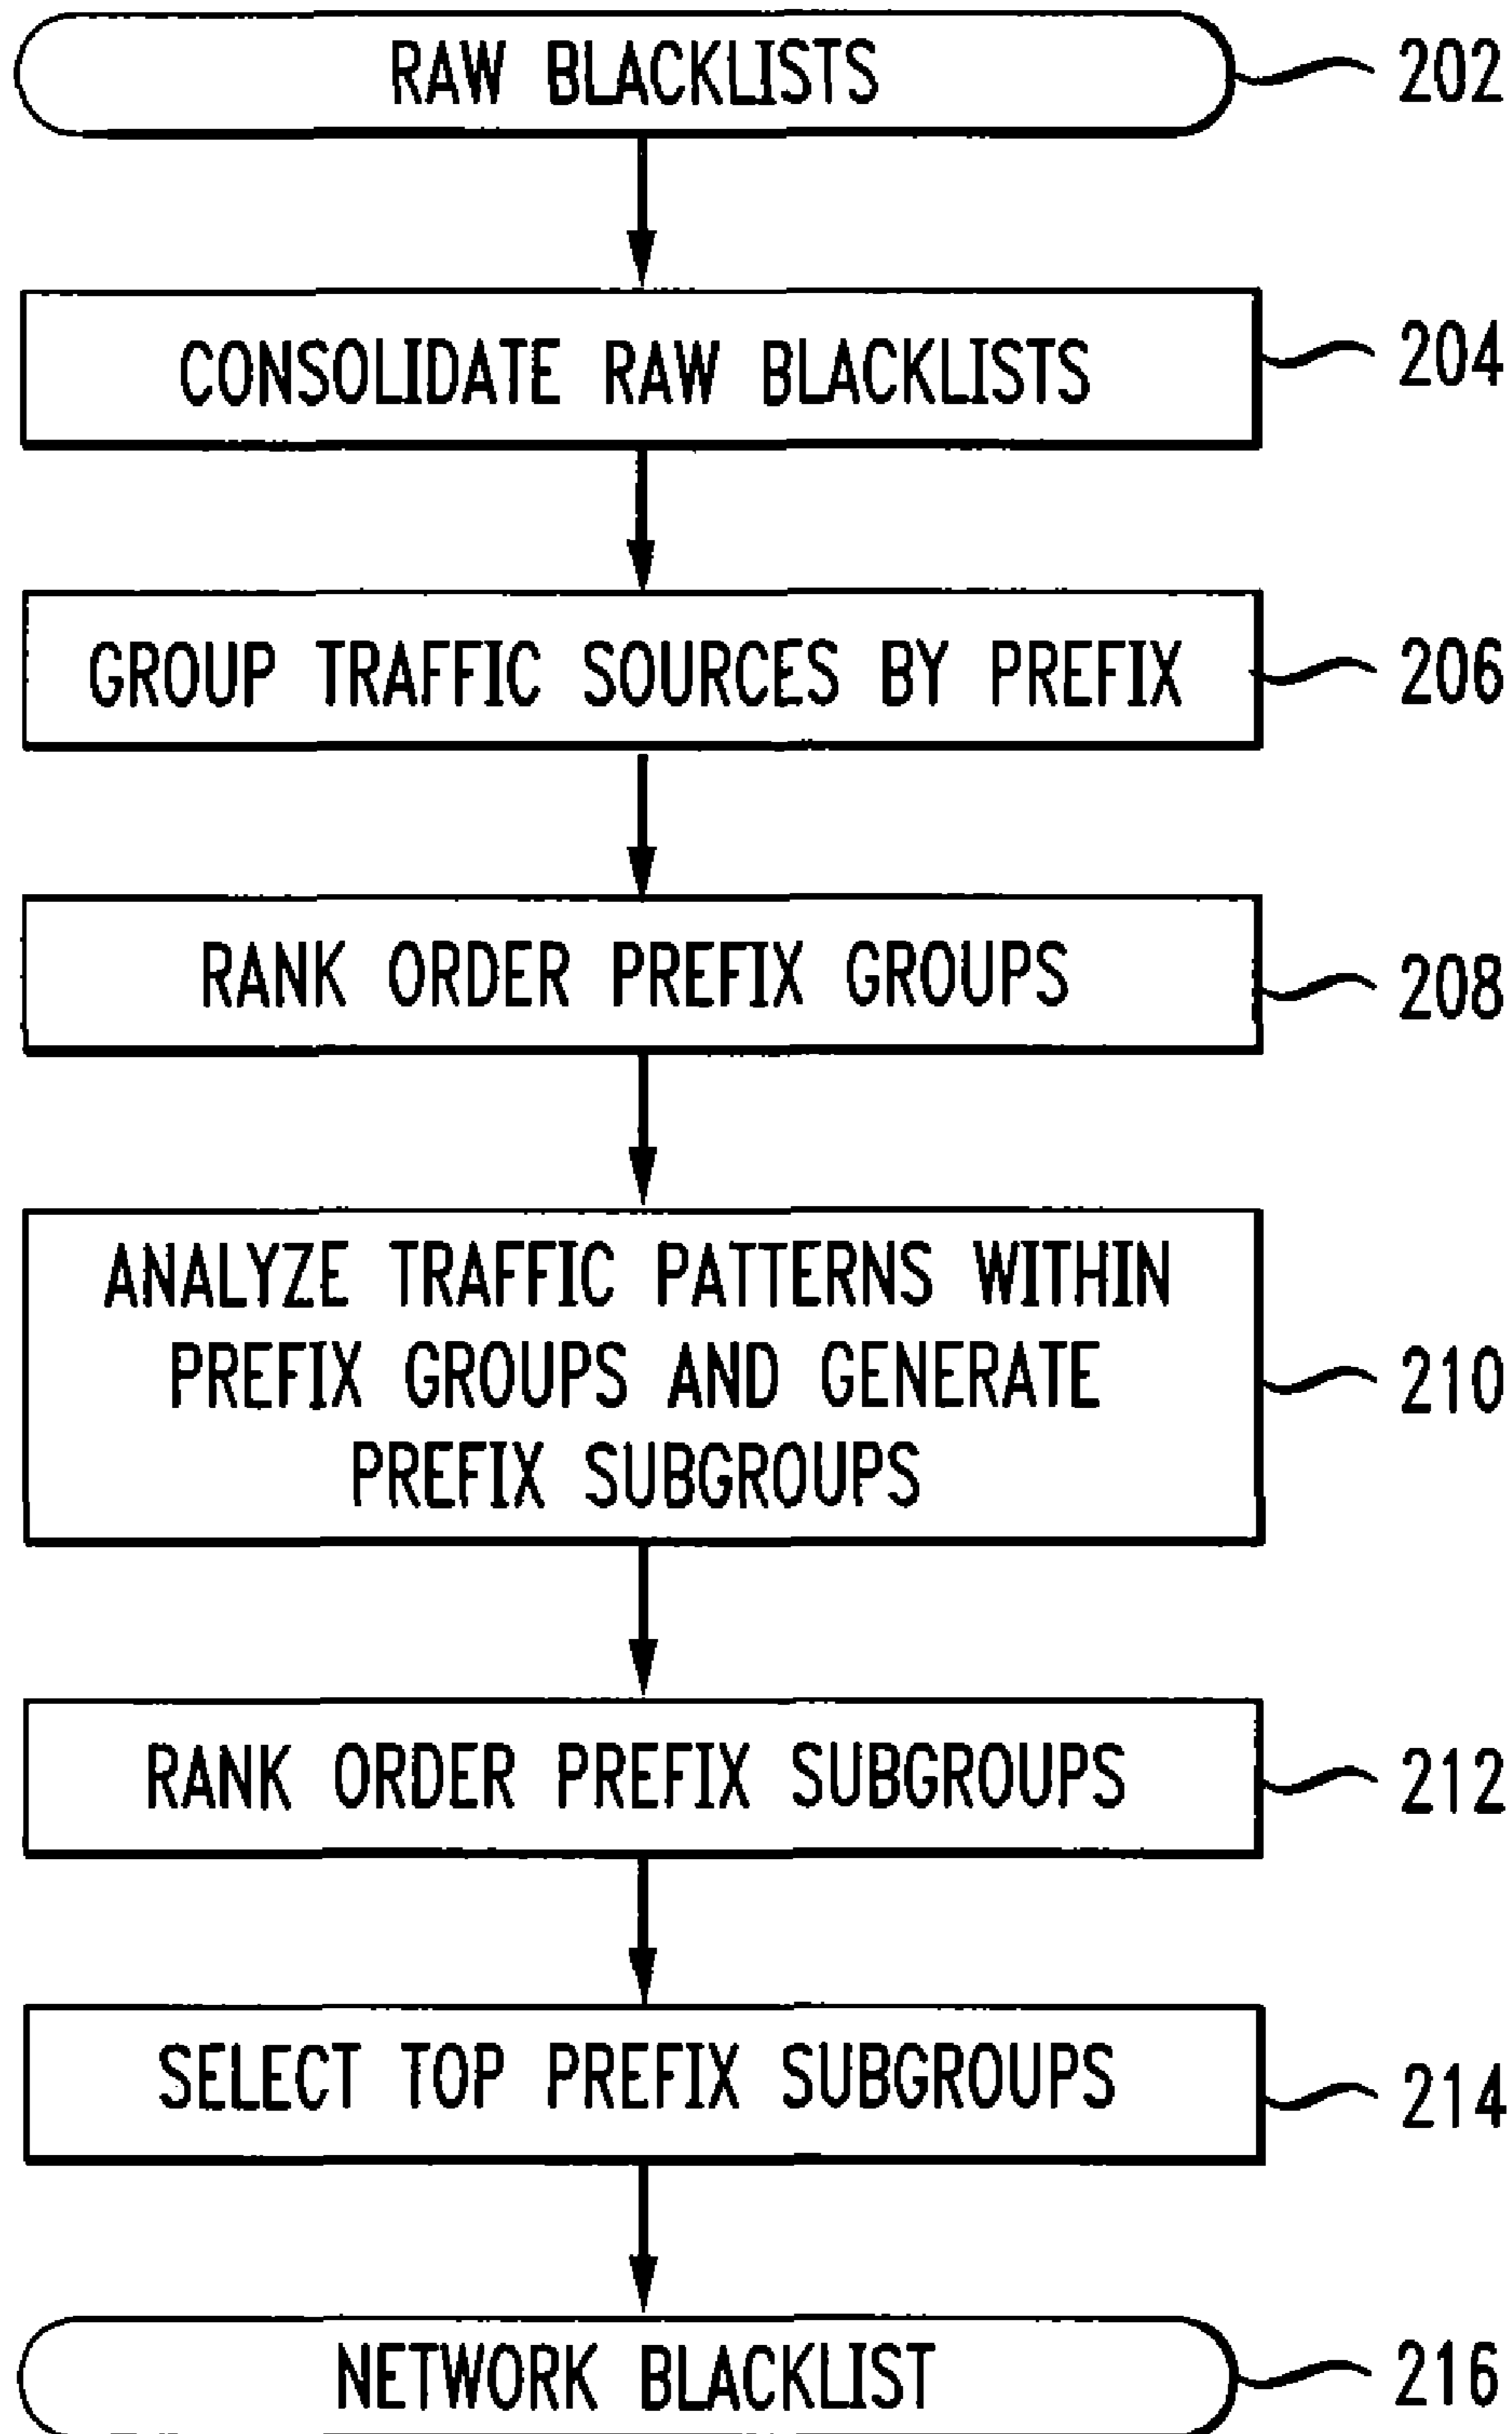 RAW BLACKLISTS
202
CONSOLIDATE RAW BLACKLISTS
204
GROUP TRAFFIC SOURCES BY PREFIX
206
RANK ORDER PREFIX GROUPS
208
ANALYZE TRAFFIC PATTERNS WITHIN
PREFIX GROUPS AND GENERATE
PREFIX SUBGROUPS
210
RANK ORDER PREFIX SUBGROUPS
212
SELECT TOP PREFIX SUBGROUPS
214
NETWORK BLACKLIST
216